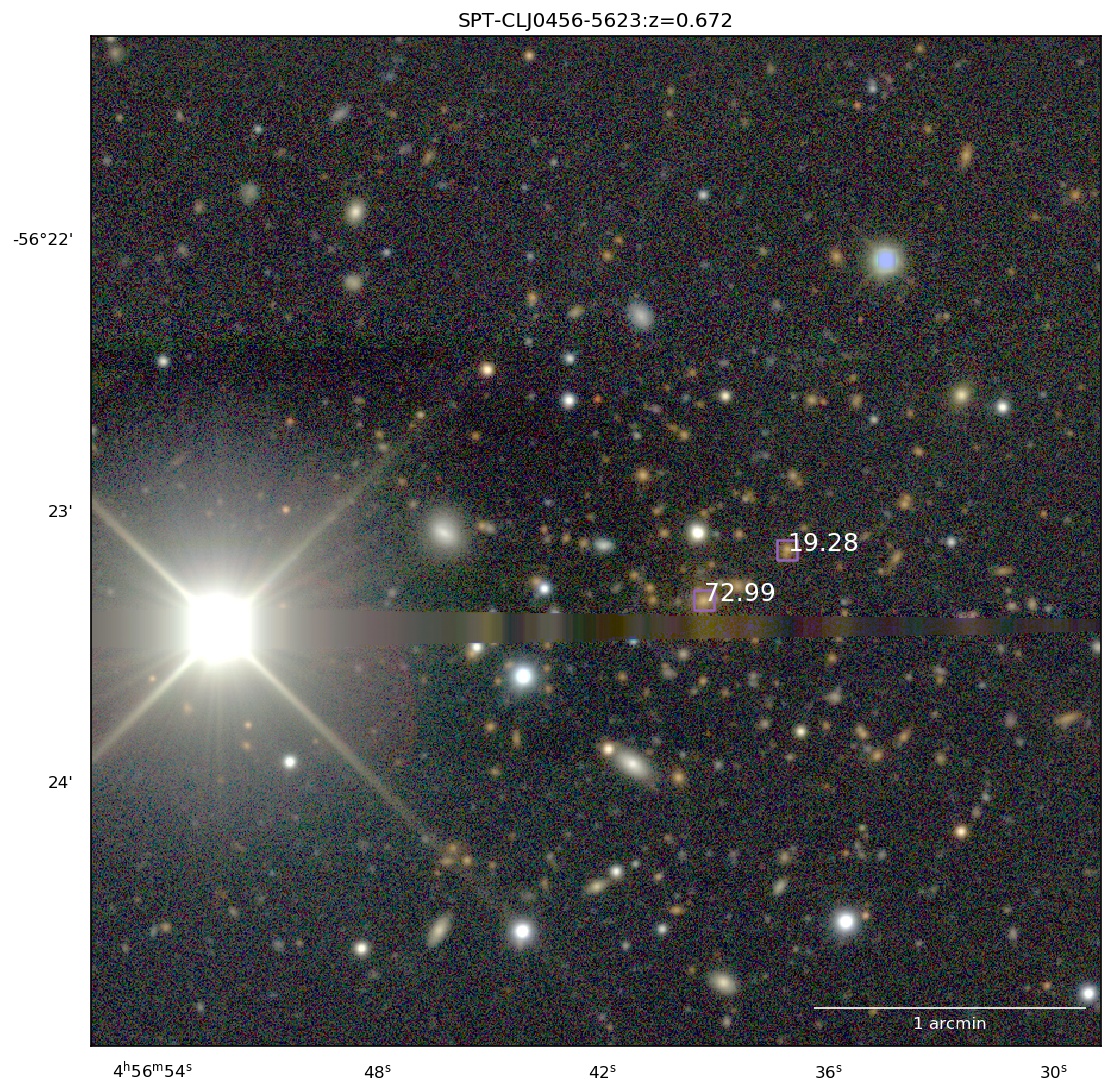 SPT-CLJ0456-5623:z=0.672
-56°22'
23'
19.28
72.99
24'
1 arcmin
4ʰ56ᵐ54ˢ 48ˢ 42ˢ 36ˢ 30ˢ